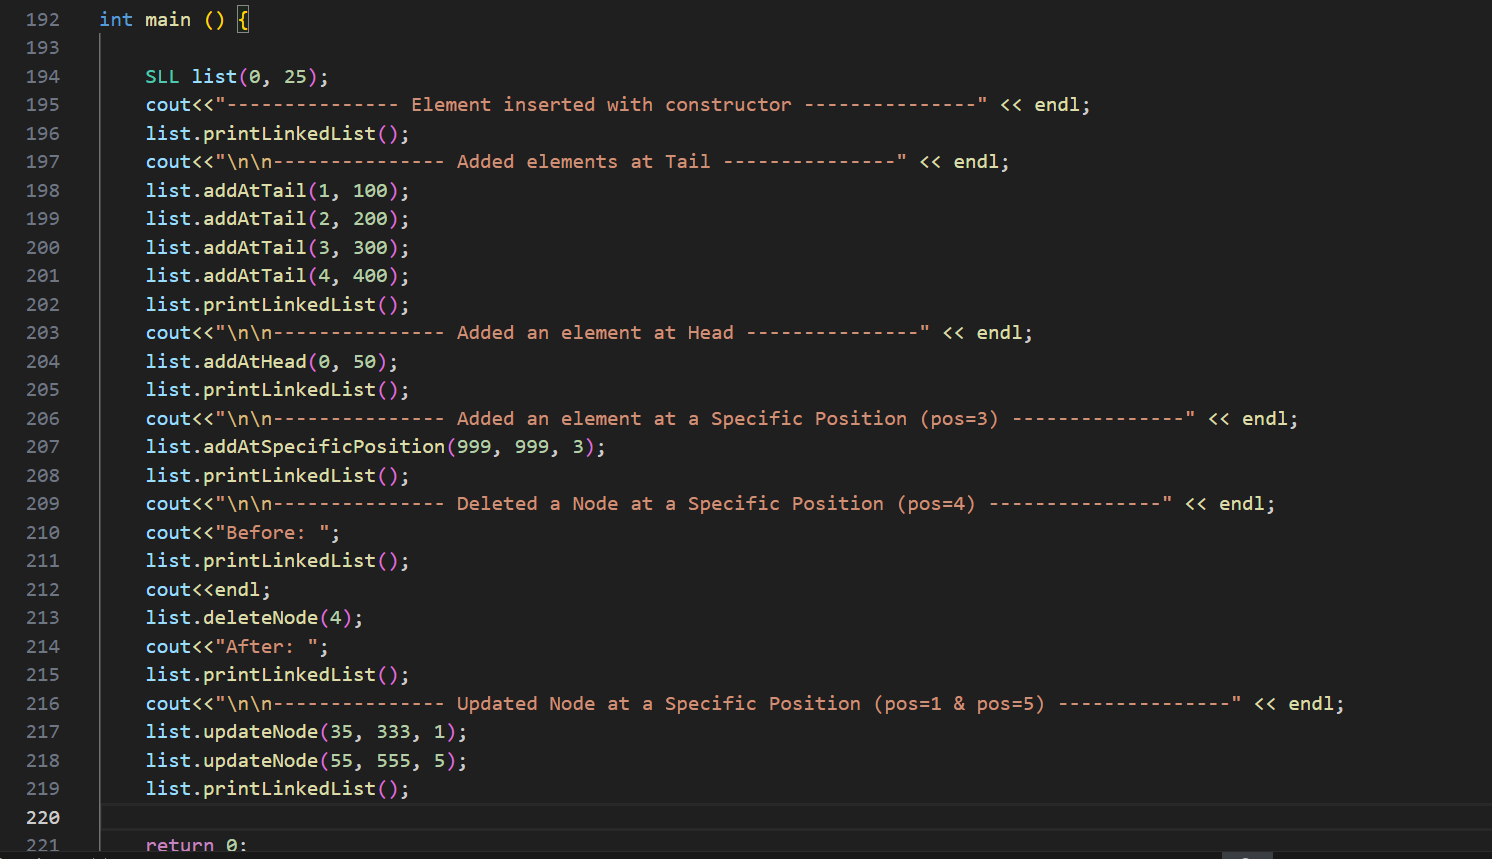 192 int main () {
193
194     SLL list(0, 25);
195     cout<<"--------------- Element inserted with constructor ---------------" << endl;
196     list.printLinkedList();
197     cout<<"\n\n--------------- Added elements at Tail ---------------" << endl;
198     list.addAtTail(1, 100);
199     list.addAtTail(2, 200);
200     list.addAtTail(3, 300);
201     list.addAtTail(4, 400);
202     list.printLinkedList();
203     cout<<"\n\n--------------- Added an element at Head ---------------" << endl;
204     list.addAtHead(0, 50);
205     list.printLinkedList();
206     cout<<"\n\n--------------- Added an element at a Specific Position (pos=3) ---------------" << endl;
207     list.addAtSpecificPosition(999, 999, 3);
208     list.printLinkedList();
209     cout<<"\n\n--------------- Deleted a Node at a Specific Position (pos=4) ---------------" << endl;
210     cout<<"Before: ";
211     list.printLinkedList();
212     cout<<endl;
213     list.deleteNode(4);
214     cout<<"After: ";
215     list.printLinkedList();
216     cout<<"\n\n--------------- Updated Node at a Specific Position (pos=1 & pos=5) ---------------" << endl;
217     list.updateNode(35, 333, 1);
218     list.updateNode(55, 555, 5);
219     list.printLinkedList();
220
221     return 0;